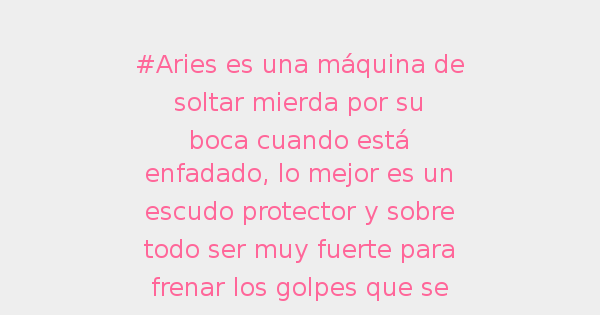 #Aries es una máquina de
soltar mierda por su
boca cuando está
enfadado, lo mejor es un
escudo protector y sobre
todo ser muy fuerte para
frenar los golpes que se